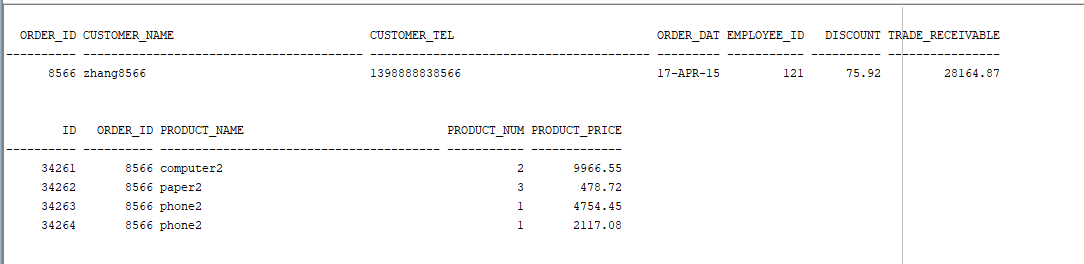 ORDER_ID CUSTOMER_NAME CUSTOMER_TEL ORDER_DAT EMPLOYEE_ID DISCOUNT TRADE_RECEIVABLE
---------- ---------------------------------------- ---------------------------------------- --------- ----------- ---------- ----------------
8566 zhang8566 1398888838566 17-APR-15 121 75.92 28164.87
ID ORDER_ID PRODUCT_NAME PRODUCT_NUM PRODUCT_PRICE
---------- ---------- ---------------------------------------- ----------- -------------
34261 8566 computer2 2 9966.55
34262 8566 paper2 3 478.72
34263 8566 phone2 1 4754.45
34264 8566 phone2 1 2117.08